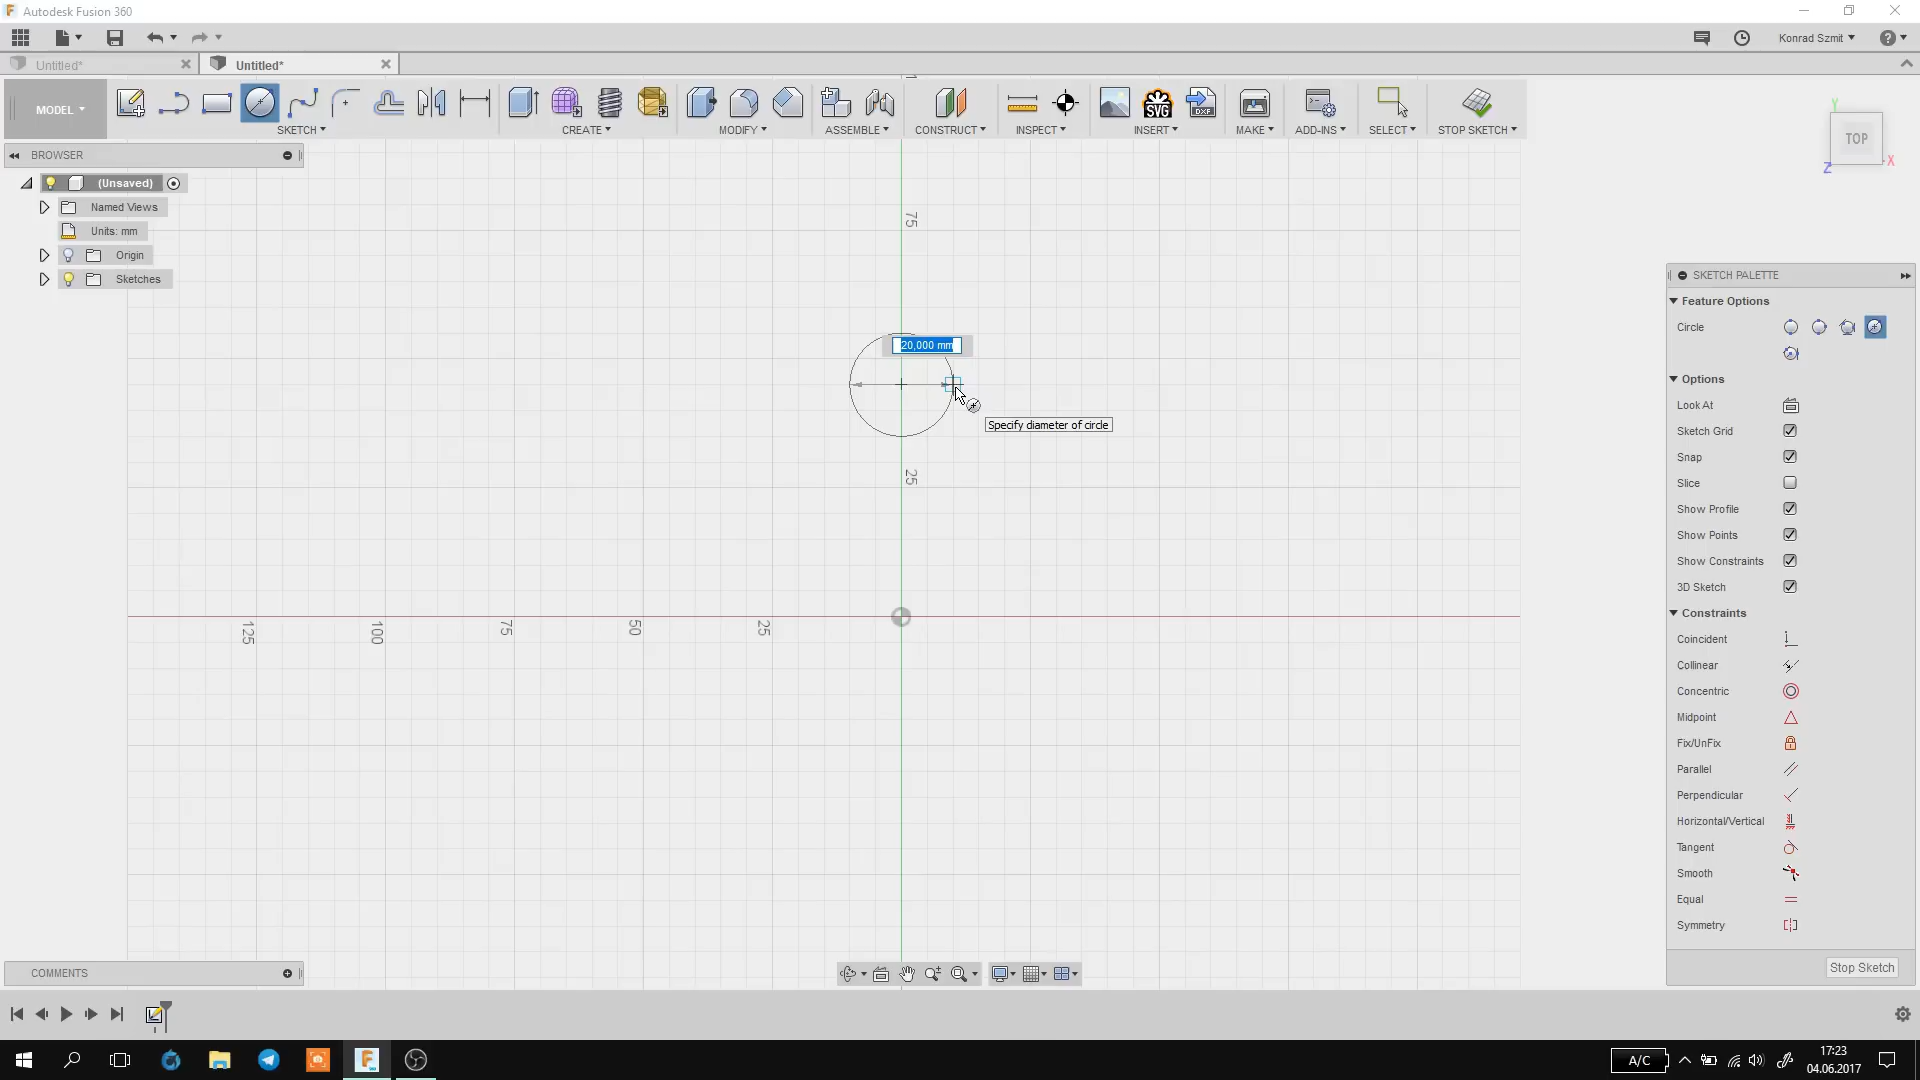 Autodesk Fusion 360
Konrad Szmit
Untitled*
Untitled*
MODEL
SKETCH
CREATE
MODIFY
ASSEMBLE
CONSTRUCT
INSPECT
SVG
DXF
INSERT
MAKE
ADD-INS
SELECT
STOP SKETCH
BROWSER
(Unsaved)
Named Views
Units: mm
Origin
Sketches
Y
TOP
X
Z
75
20,000 mm
Specify diameter of circle
25
125
100
75
50
25
SKETCH PALETTE
Feature Options
Circle
Options
Look At
Sketch Grid
Snap
Slice
Show Profile
Show Points
Show Constraints
3D Sketch
Constraints
Coincident
Collinear
Concentric
Midpoint
Fix/UnFix
Parallel
Perpendicular
Horizontal/Vertical
Tangent
Smooth
Equal
Symmetry
Stop Sketch
COMMENTS
A/C
17:23
04.06.2017